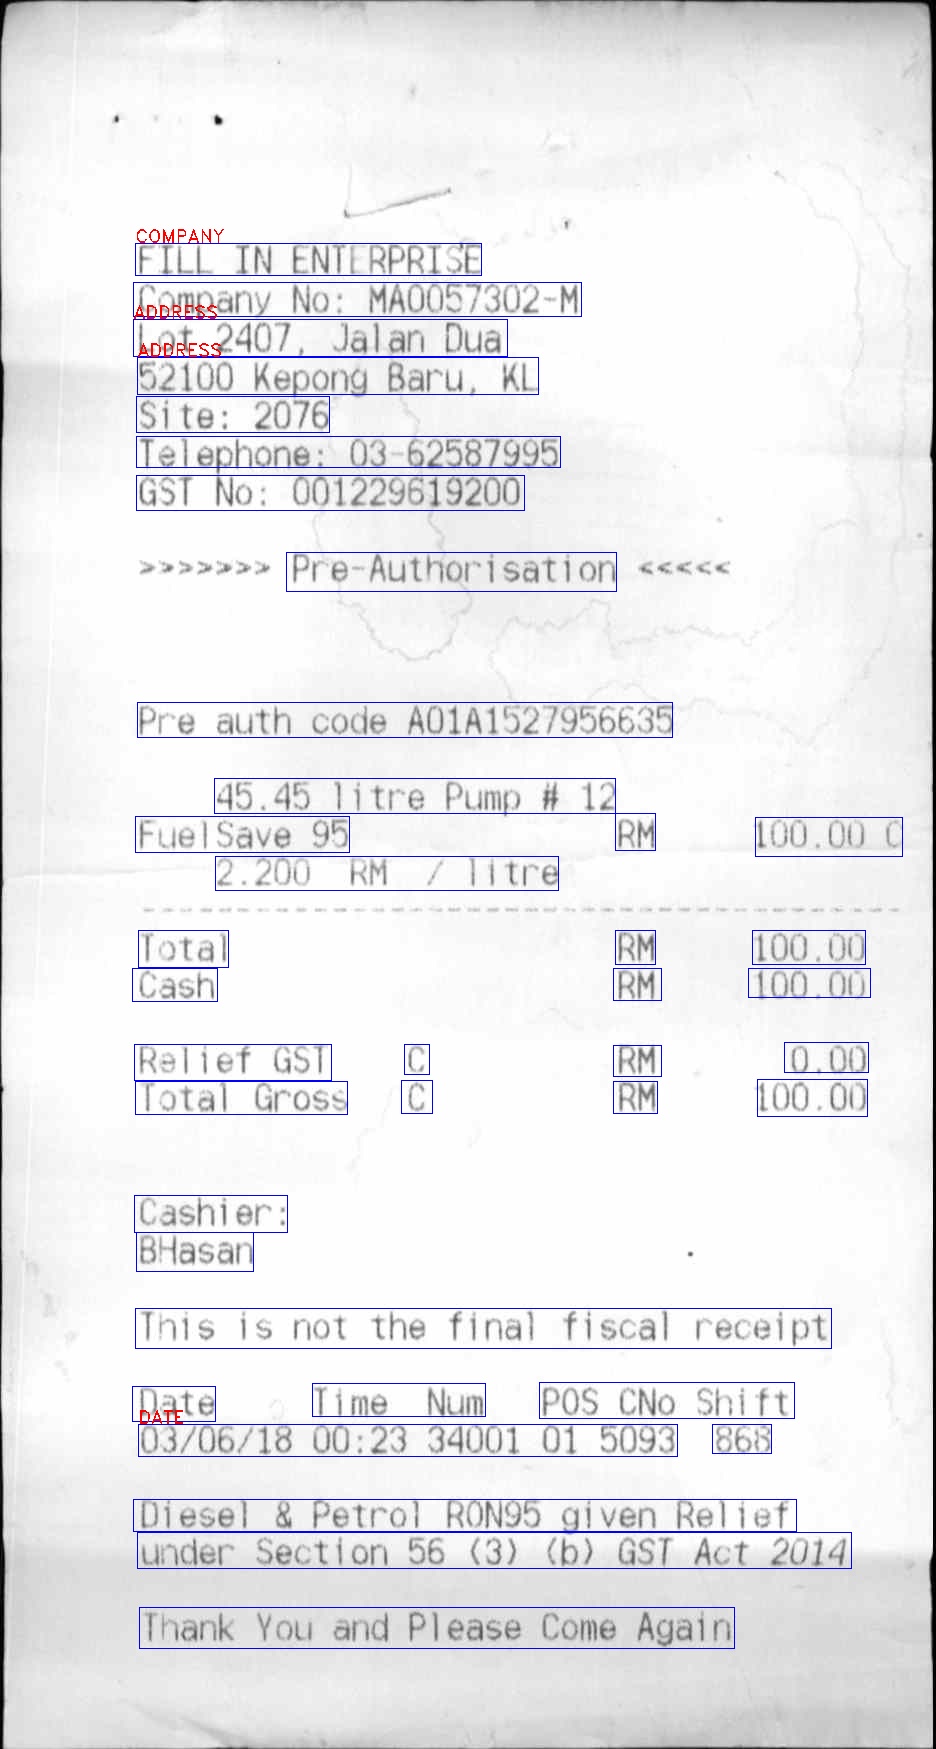 COMPANY
FILL IN ENTERPRISE
Company No: MA0057302-M
ADDRESS
Lot 2407, Jalan Dua
ADDRESS
52100 Kepong Baru, KL
Site: 2076
Telephone: 03-62587995
GST No: 001229619200
>>>>>>> Pre-Authorisation <<<<<
Pre auth code A01A1527956635
45.45 litre Pump # 12
FuelSave 95 RM 100.00 C
2.200 RM / litre
Total RM 100.00
Cash RM 100.00
Relief GST C RM 0.00
Total Gross C RM 100.00
Cashier:
BHasan
This is not the final fiscal receipt
Date Time Num POS CNo Shift
DATE
03/06/18 00:23 34001 01 5093 868
Diesel & Petrol RON95 given Relief
under Section 56 (3) (b) GST Act 2014
Thank You and Please Come Again